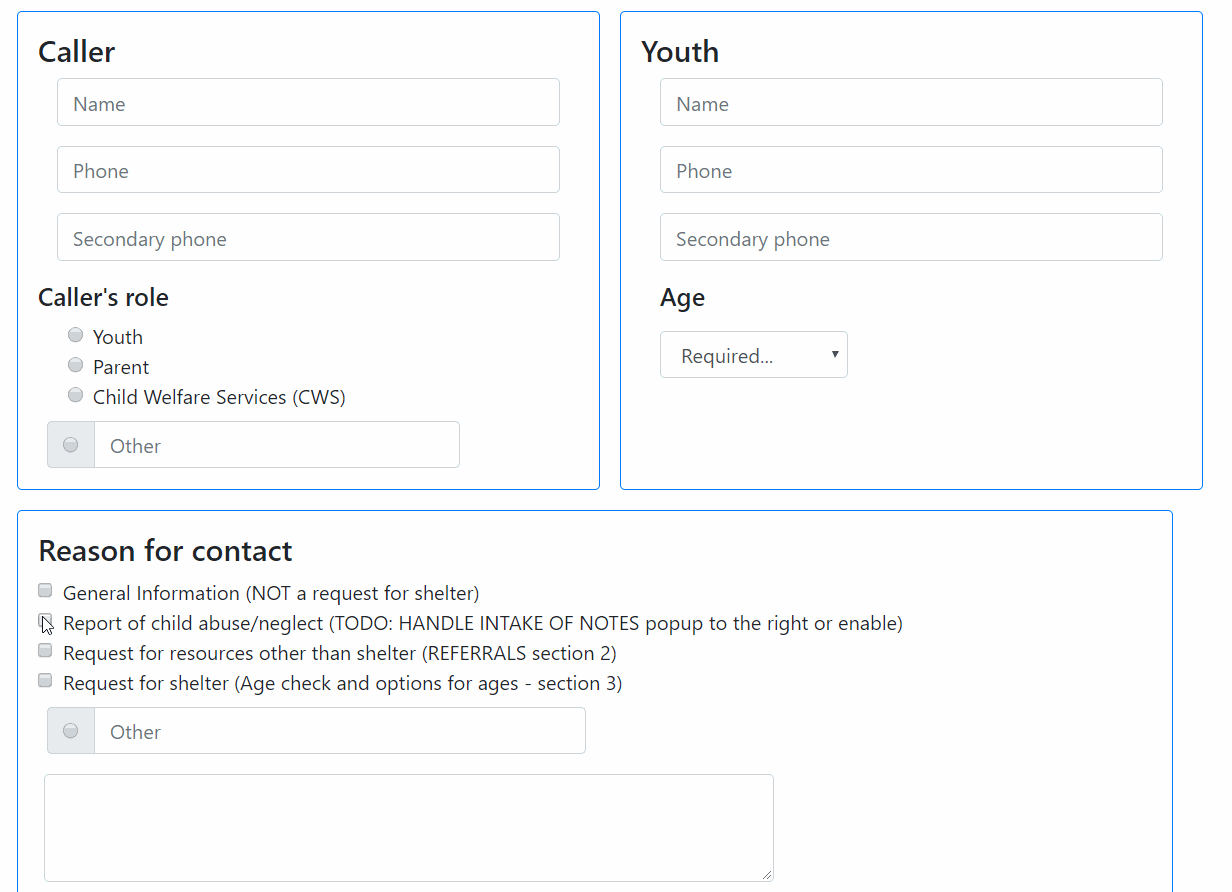 Caller
Name
Phone
Secondary phone
Caller's role
Youth
Parent
Child Welfare Services (CWS)
Other
Youth
Name
Phone
Secondary phone
Age
Required...
Reason for contact
General Information (NOT a request for shelter)
Report of child abuse/neglect (TODO: HANDLE INTAKE OF NOTES popup to the right or enable)
Request for resources other than shelter (REFERRALS section 2)
Request for shelter (Age check and options for ages - section 3)
Other